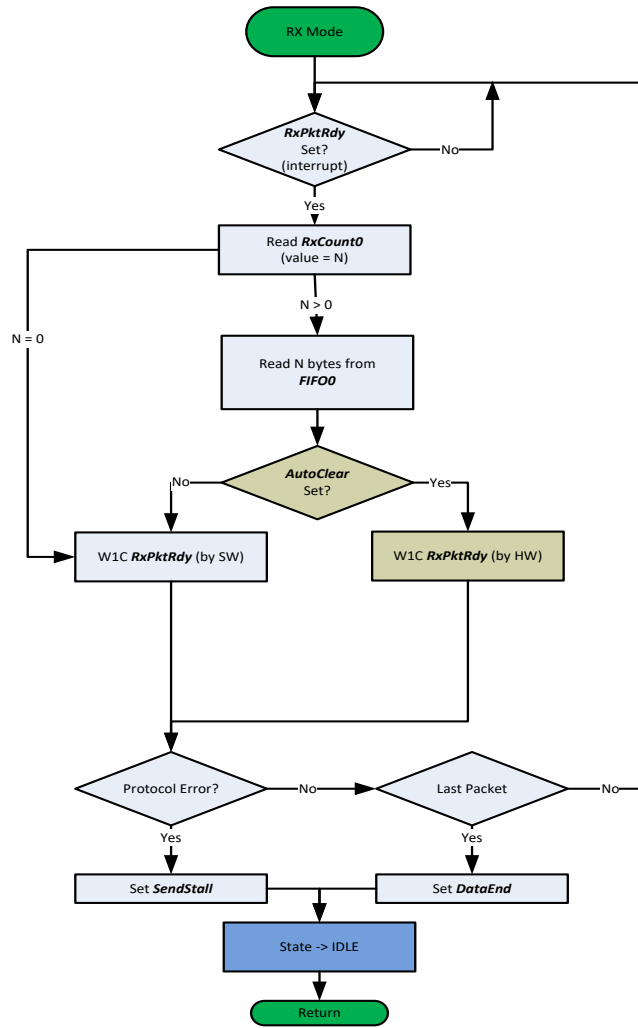 RX Mode
RxPktRdy
Set?
(interrupt)
No
Yes
Read RxCount0
(value = N)
N > 0
N = 0
Read N bytes from
FIFO0
AutoClear
Set?
No
Yes
W1C RxPktRdy (by SW)
W1C RxPktRdy (by HW)
Protocol Error?
No
Last Packet
No
Yes
Yes
Set SendStall
Set DataEnd
State -> IDLE
Return